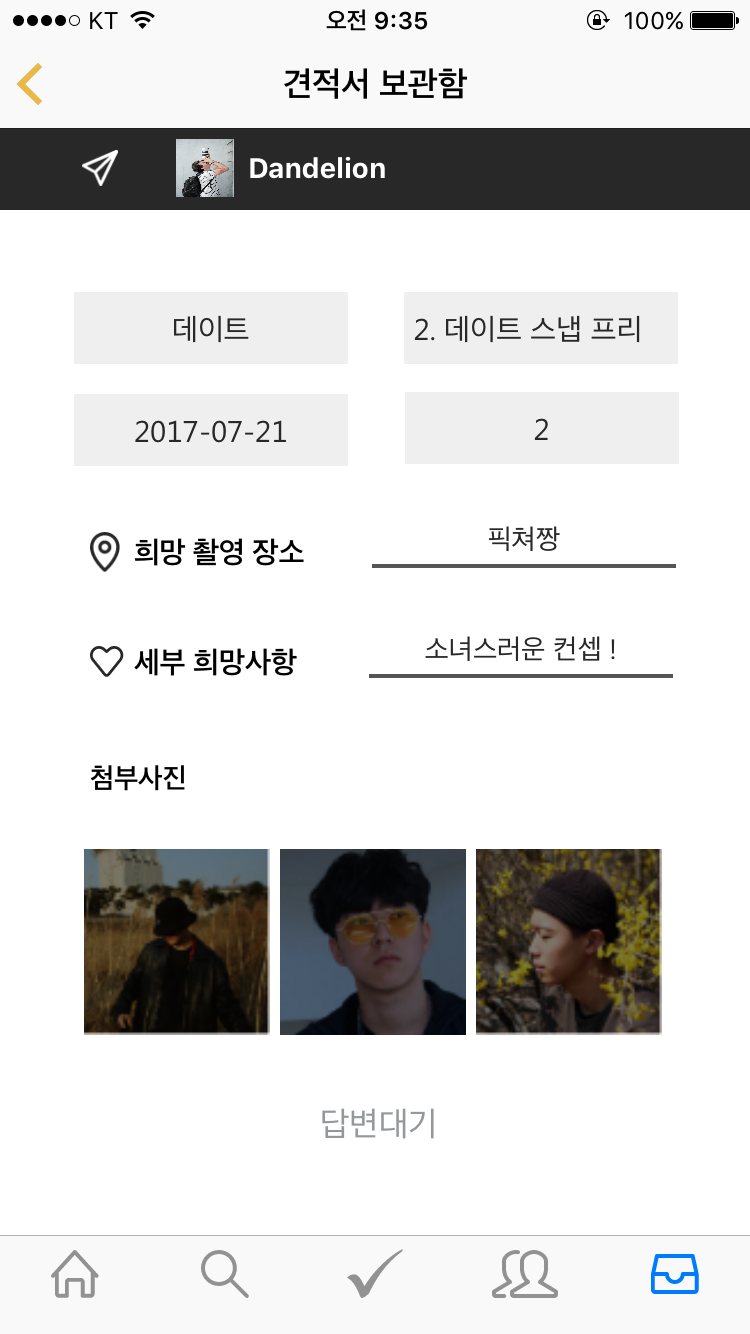 KT 오전 9:35 100%
견적서 보관함
Dandelion
데이트 2. 데이트 스냅 프리
2017-07-21 2
희망 촬영 장소 픽쳐짱
세부 희망사항 소녀스러운 컨셉 !
첨부사진
답변대기